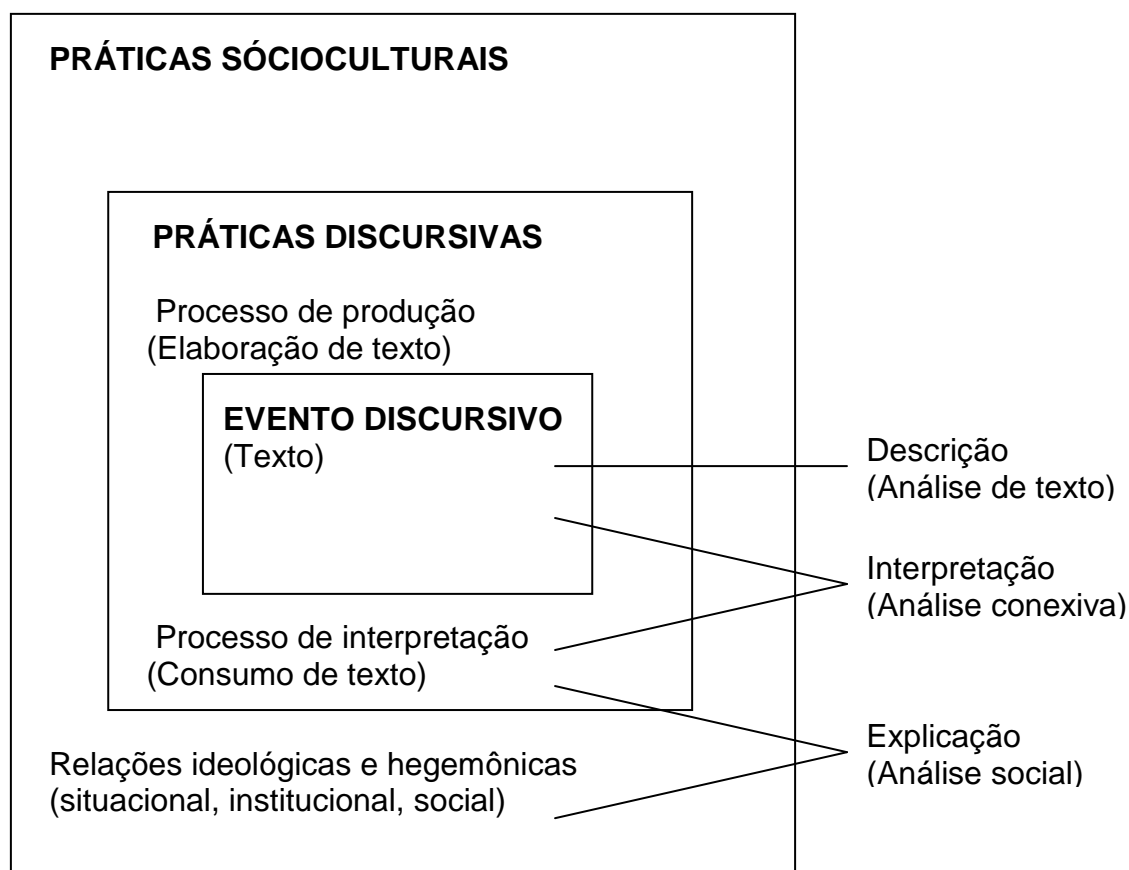 PRÁTICAS SÓCIOCULTURAIS
PRÁTICAS DISCURSIVAS
Processo de produção
(Elaboração de texto)
EVENTO DISCURSIVO
(Texto)
Descrição
(Análise de texto)
Interpretação
(Análise conexiva)
Processo de interpretação
(Consumo de texto)
Explicação
(Análise social)
Relações ideológicas e hegemônicas
(situacional, institucional, social)